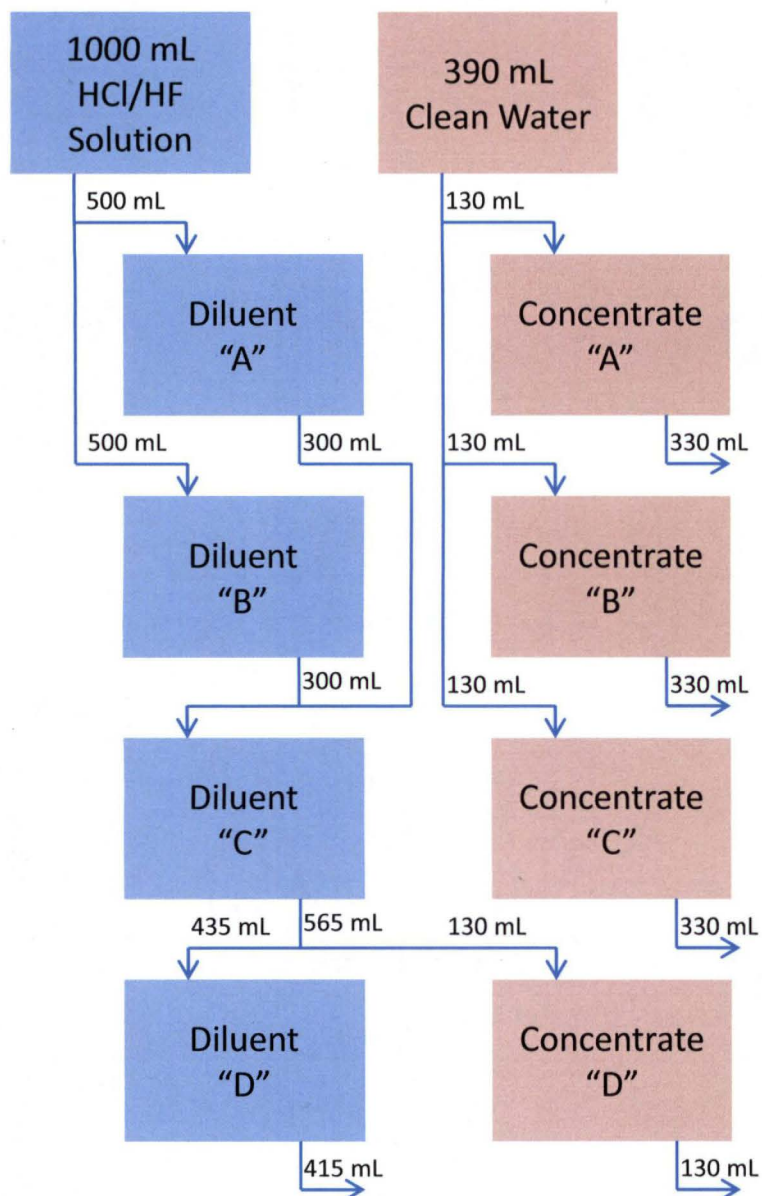 1000 mL
HCl/HF
Solution
390 mL
Clean Water
500 mL
130 mL
Diluent
“A”
Concentrate
“A”
500 mL
300 mL
130 mL
330 mL
Diluent
“B”
Concentrate
“B”
300 mL
130 mL
330 mL
Diluent
“C”
Concentrate
“C”
435 mL
565 mL
130 mL
330 mL
Diluent
“D”
Concentrate
“D”
415 mL
130 mL